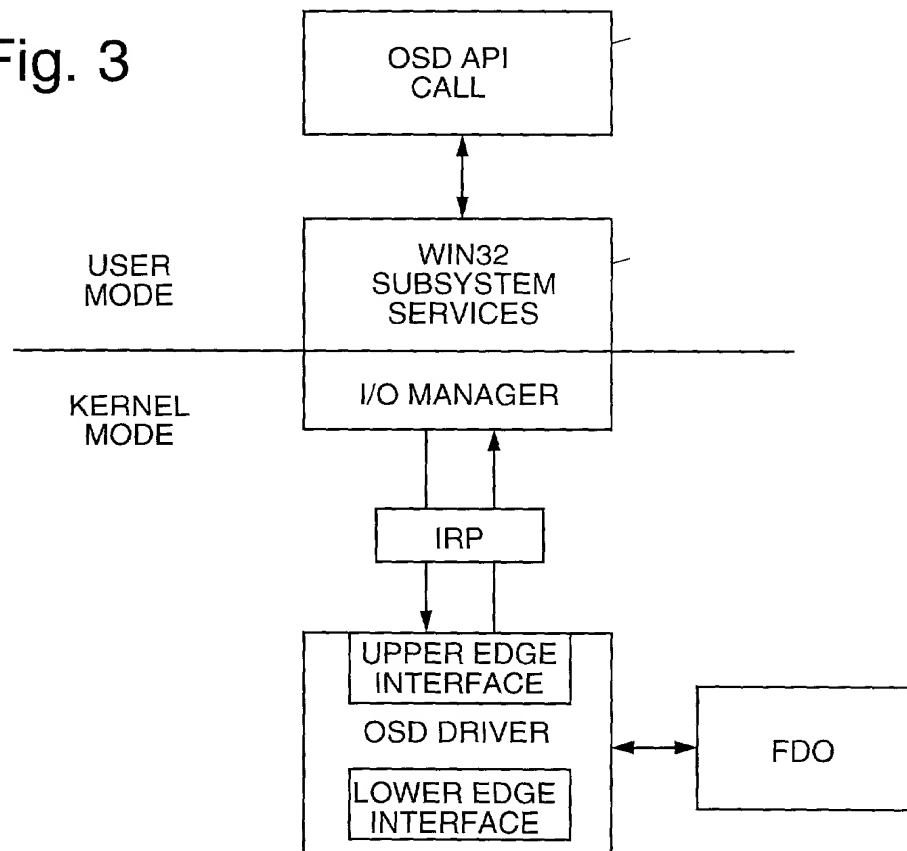 Fig. 3
OSD API
CALL
USER
MODE
WIN32
SUBSYSTEM
SERVICES
KERNEL
MODE
I/O MANAGER
IRP
UPPER EDGE
INTERFACE
OSD DRIVER
FDO
LOWER EDGE
INTERFACE